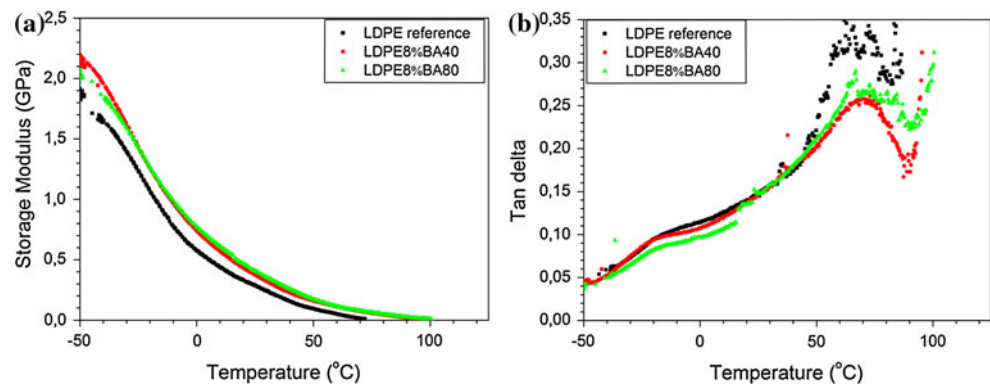 (a)
2,5
2,0
1,5
1,0
0,5
0,0
Storage Modulus (GPa)
-50
0
50
100
Temperature (°C)
LDPE reference
LDPE8%BA40
LDPE8%BA80
(b)
0,35
0,30
0,25
0,20
0,15
0,10
0,05
0,00
Tan delta
-50
0
50
100
Temperature (°C)
LDPE reference
LDPE8%BA40
LDPE8%BA80